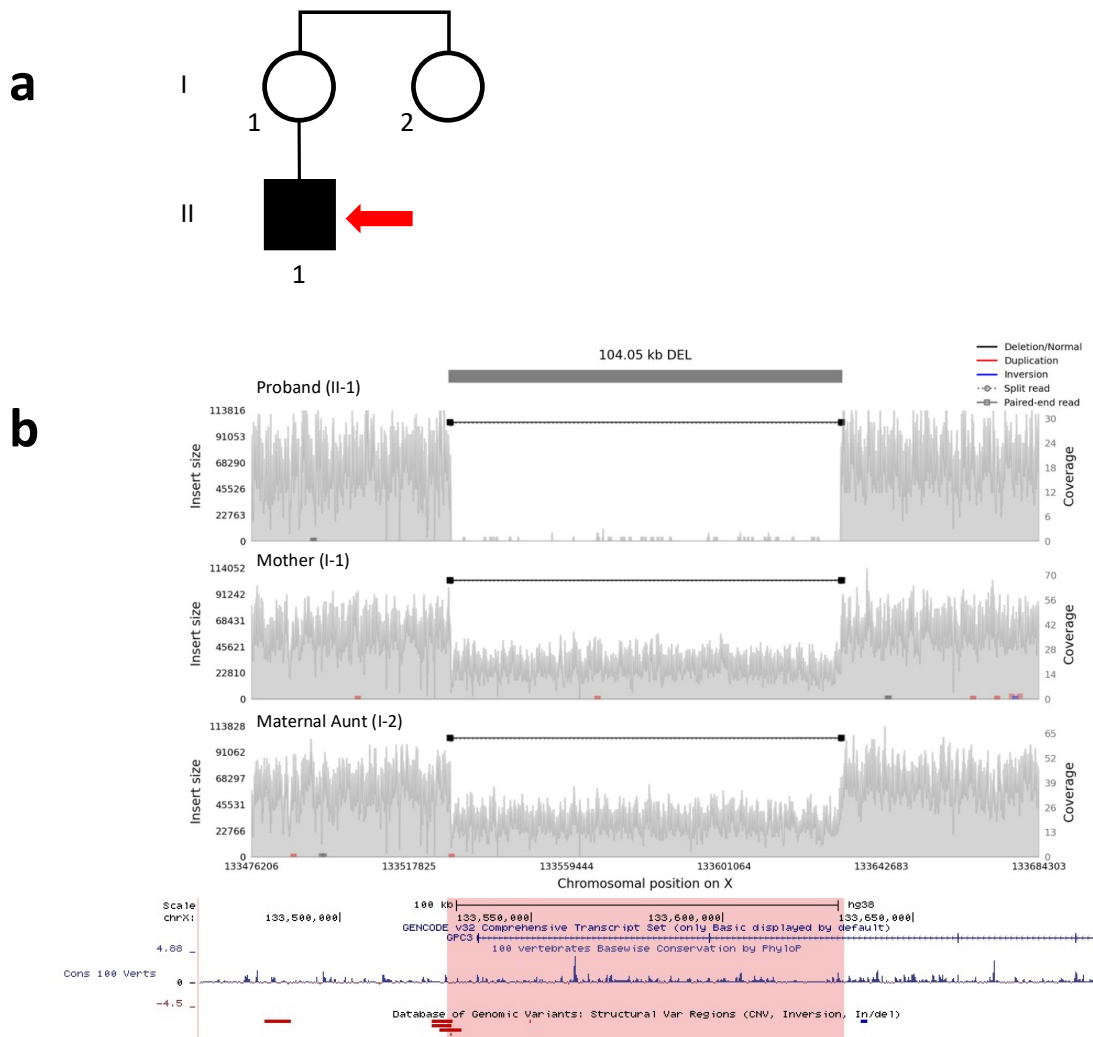 a
I
1
2
II
1
b
104.05 kb DEL
Deletion/Normal
Duplication
Inversion
Split read
Paired-end read
Proband (II-1)
Insert size
113816
91053
68290
45526
22763
0
Coverage
30
24
18
12
6
0
Mother (I-1)
Insert size
114052
91242
68431
45621
22810
0
Coverage
70
56
42
28
14
0
Maternal Aunt (I-2)
Insert size
113828
91062
68297
45531
22766
0
Coverage
65
52
39
26
13
0
133476206 133517825 133559444 133601064 133642683 133684303
Chromosomal position on X
Scale 100 kb hg38
chrX: 133,500,000 133,550,000 133,600,000 133,650,000
GENCODE v32 Comprehensive Transcript Set (only Basic displayed by default)
GPC3
100 vertebrates Basewise Conservation by PhyloP
4.88
Cons 100 Verts
0
-4.5
Database of Genomic Variants: Structural Var Regions (CNV, Inversion, In/del)